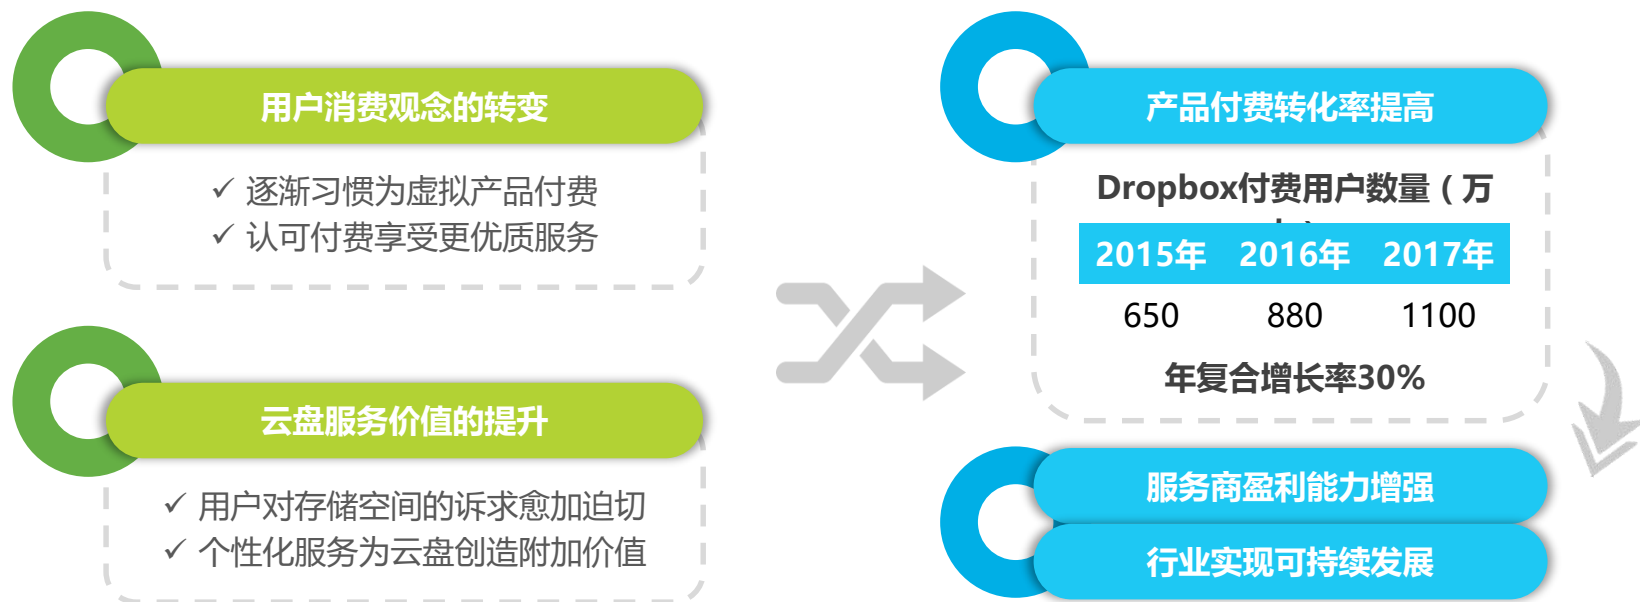 用户消费观念的转变
✓ 逐渐习惯为虚拟产品付费
✓ 认可付费享受更优质服务
云盘服务价值的提升
✓ 用户对存储空间的诉求愈加迫切
✓ 个性化服务为云盘创造附加价值
产品付费转化率提高
Dropbox付费用户数量（万
2015年 2016年 2017年
650 880 1100
年复合增长率30%
服务商盈利能力增强
行业实现可持续发展